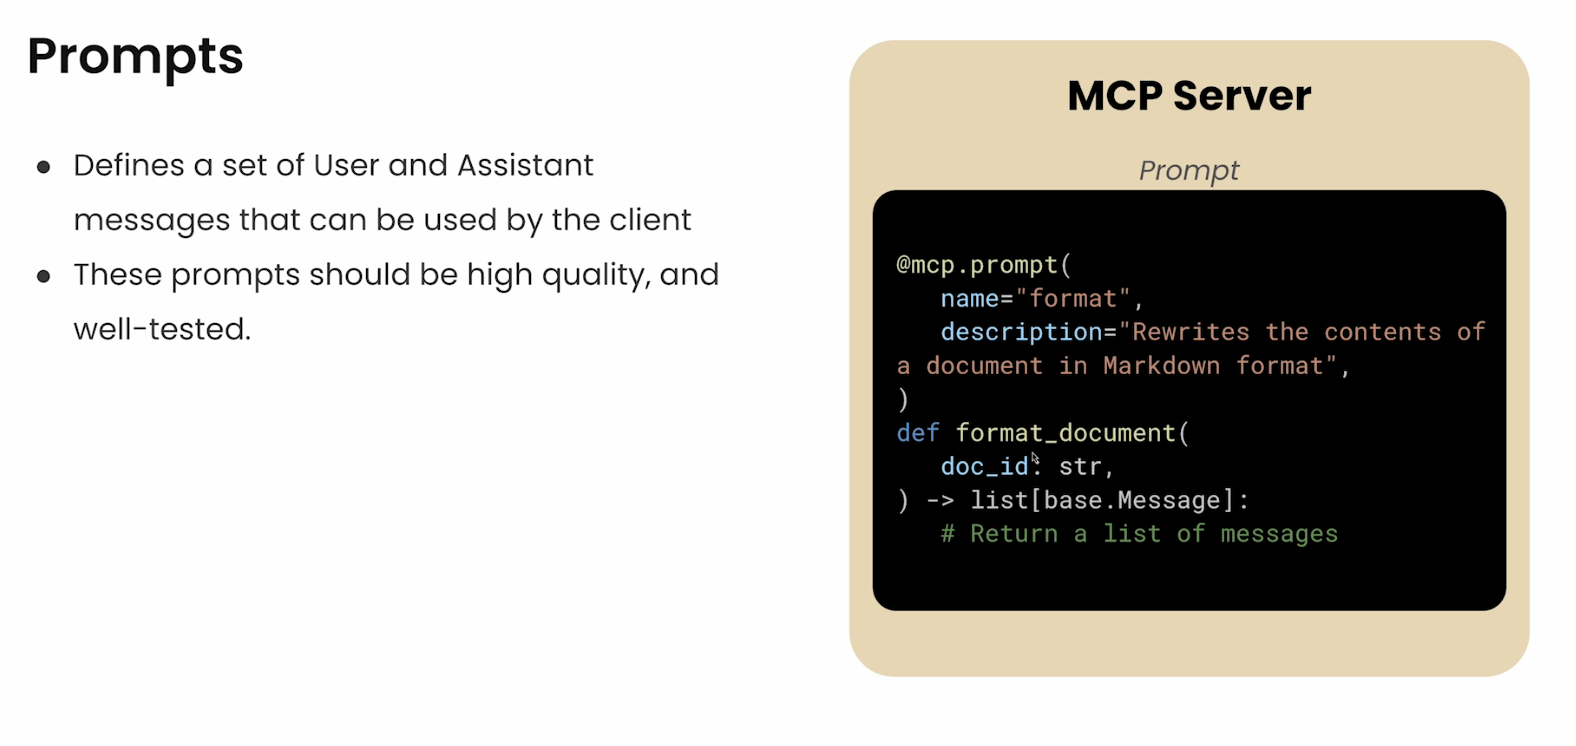 Prompts
● Defines a set of User and Assistant
messages that can be used by the client
● These prompts should be high quality, and
well-tested.
MCP Server
Prompt
@mcp.prompt(
   name="format",
   description="Rewrites the contents of
a document in Markdown format",
)
def format_document(
   doc_id: str,
) -> list[base.Message]:
   # Return a list of messages